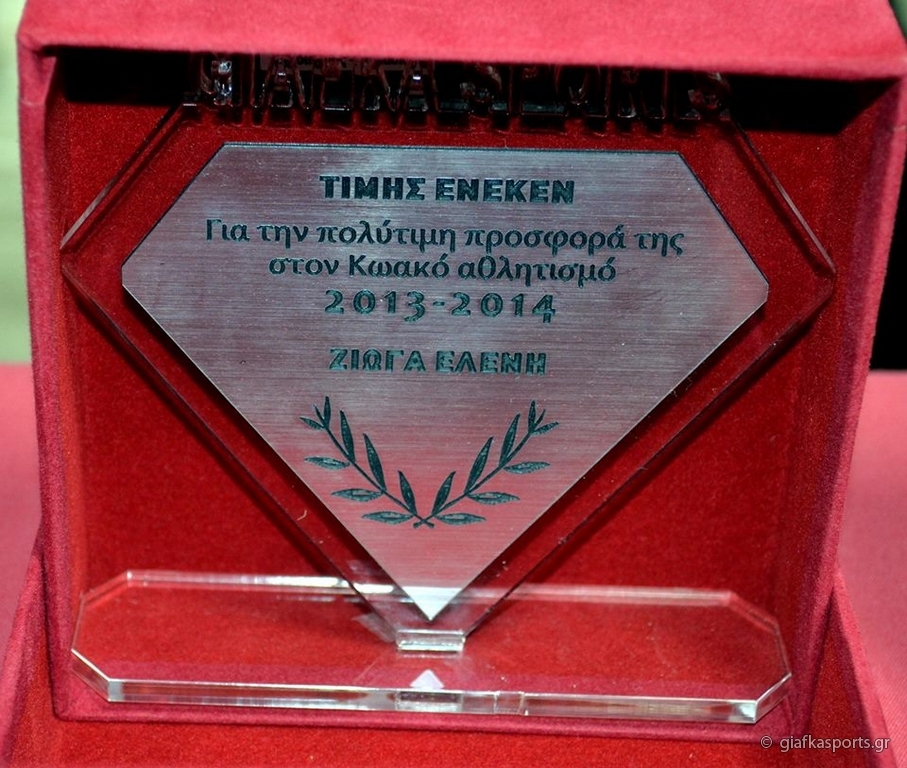 ΤΙΜΗΣ ΕΝΕΚΕΝ
Για την πολύτιμη προσφορά της
στον Κωακό αθλητισμό
2013-2014
ΖΙΩΓΑ ΕΛΕΝΗ
© giafkasports.gr